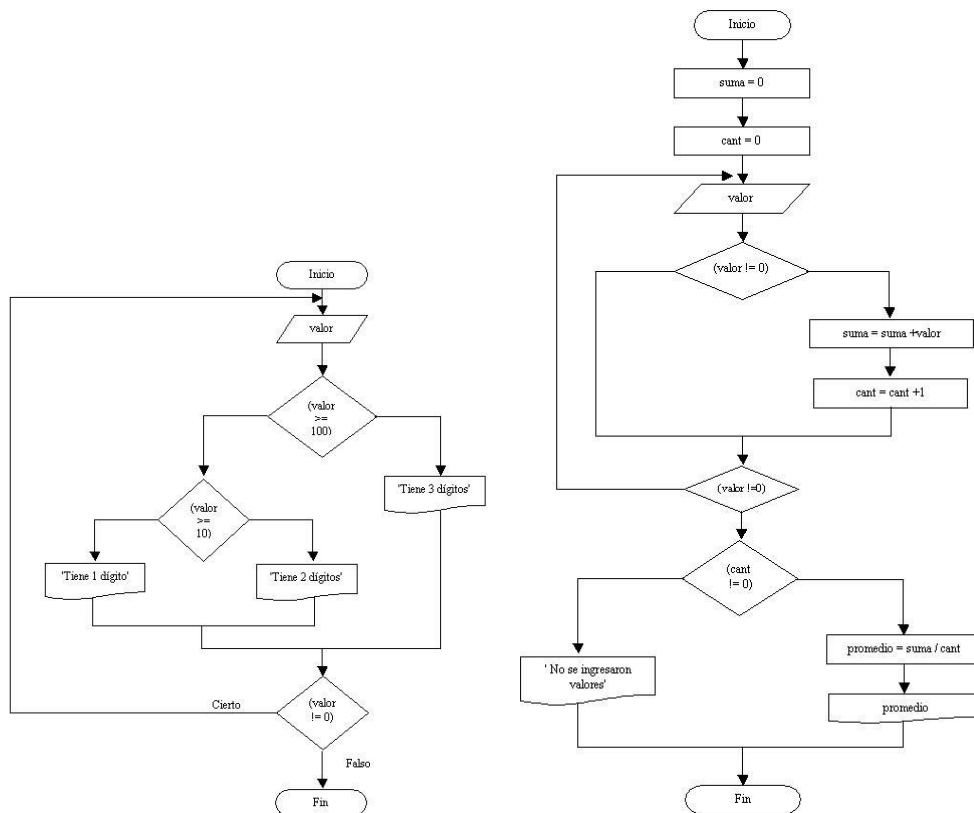 Inicio
valor
(valor
>=
100)
'Tiene 3 dígitos'
(valor
>=
10)
'Tiene 1 dígito'
'Tiene 2 dígitos'
Cierto
(valor
!= 0)
Falso
Fin
Inicio
suma = 0
cant = 0
valor
(valor != 0)
suma = suma +valor
cant = cant +1
(valor !=0)
(cant
!= 0)
' No se ingresaron
valores'
promedio = suma / cant
promedio
Fin